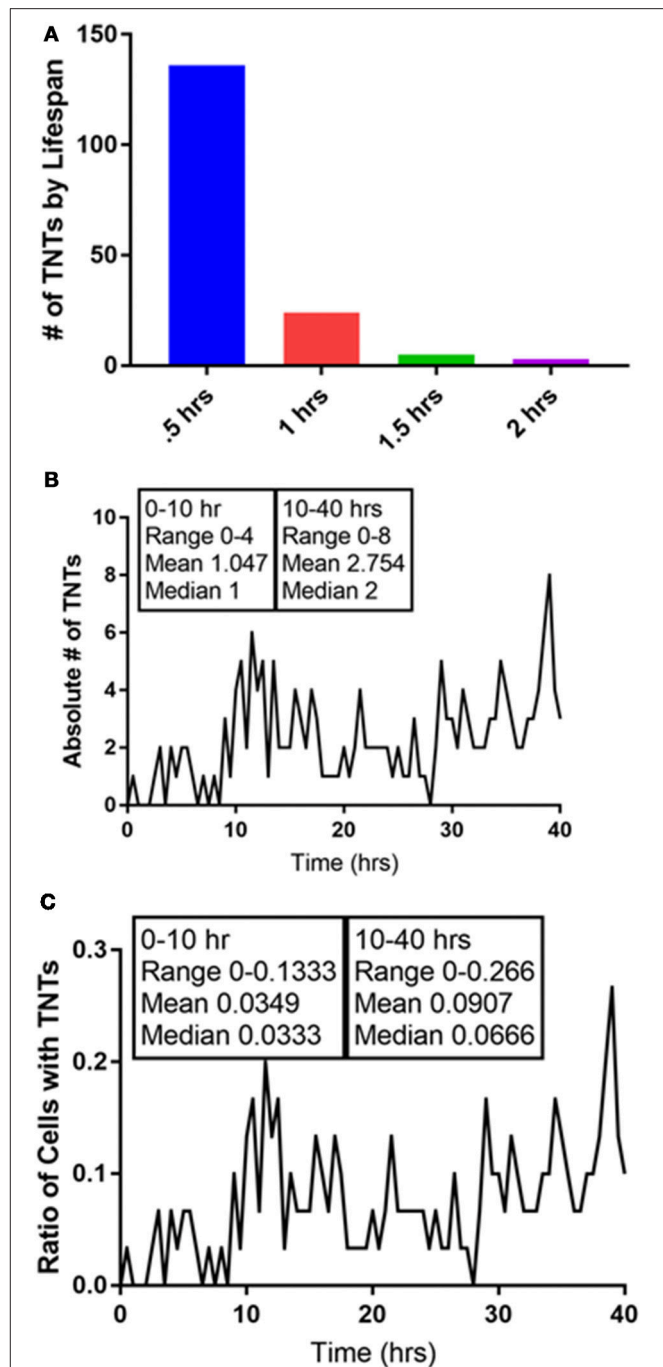 A
150
100
50
0
# of TNTs by Lifespan
.5 hrs
1 hrs
1.5 hrs
2 hrs
B
0-10 hr
Range 0-4
Mean 1.047
Median 1
10-40 hrs
Range 0-8
Mean 2.754
Median 2
10
8
6
4
2
0
Absolute # of TNTs
0
10
20
30
40
Time (hrs)
C
0-10 hr
Range 0-0.1333
Mean 0.0349
Median 0.0333
10-40 hrs
Range 0-0.266
Mean 0.0907
Median 0.0666
0.3
0.2
0.1
0.0
Ratio of Cells with TNTs
0
10
20
30
40
Time (hrs)